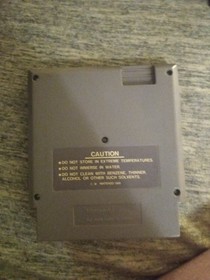 CAUTION
•DO NOT STORE IN EXTREME TEMPERATURES.
•DO NOT IMMERSE IN WATER.
•DO NOT CLEAN WITH BENZENE, THINNER,
ALCOHOL OR OTHER SUCH SOLVENTS.